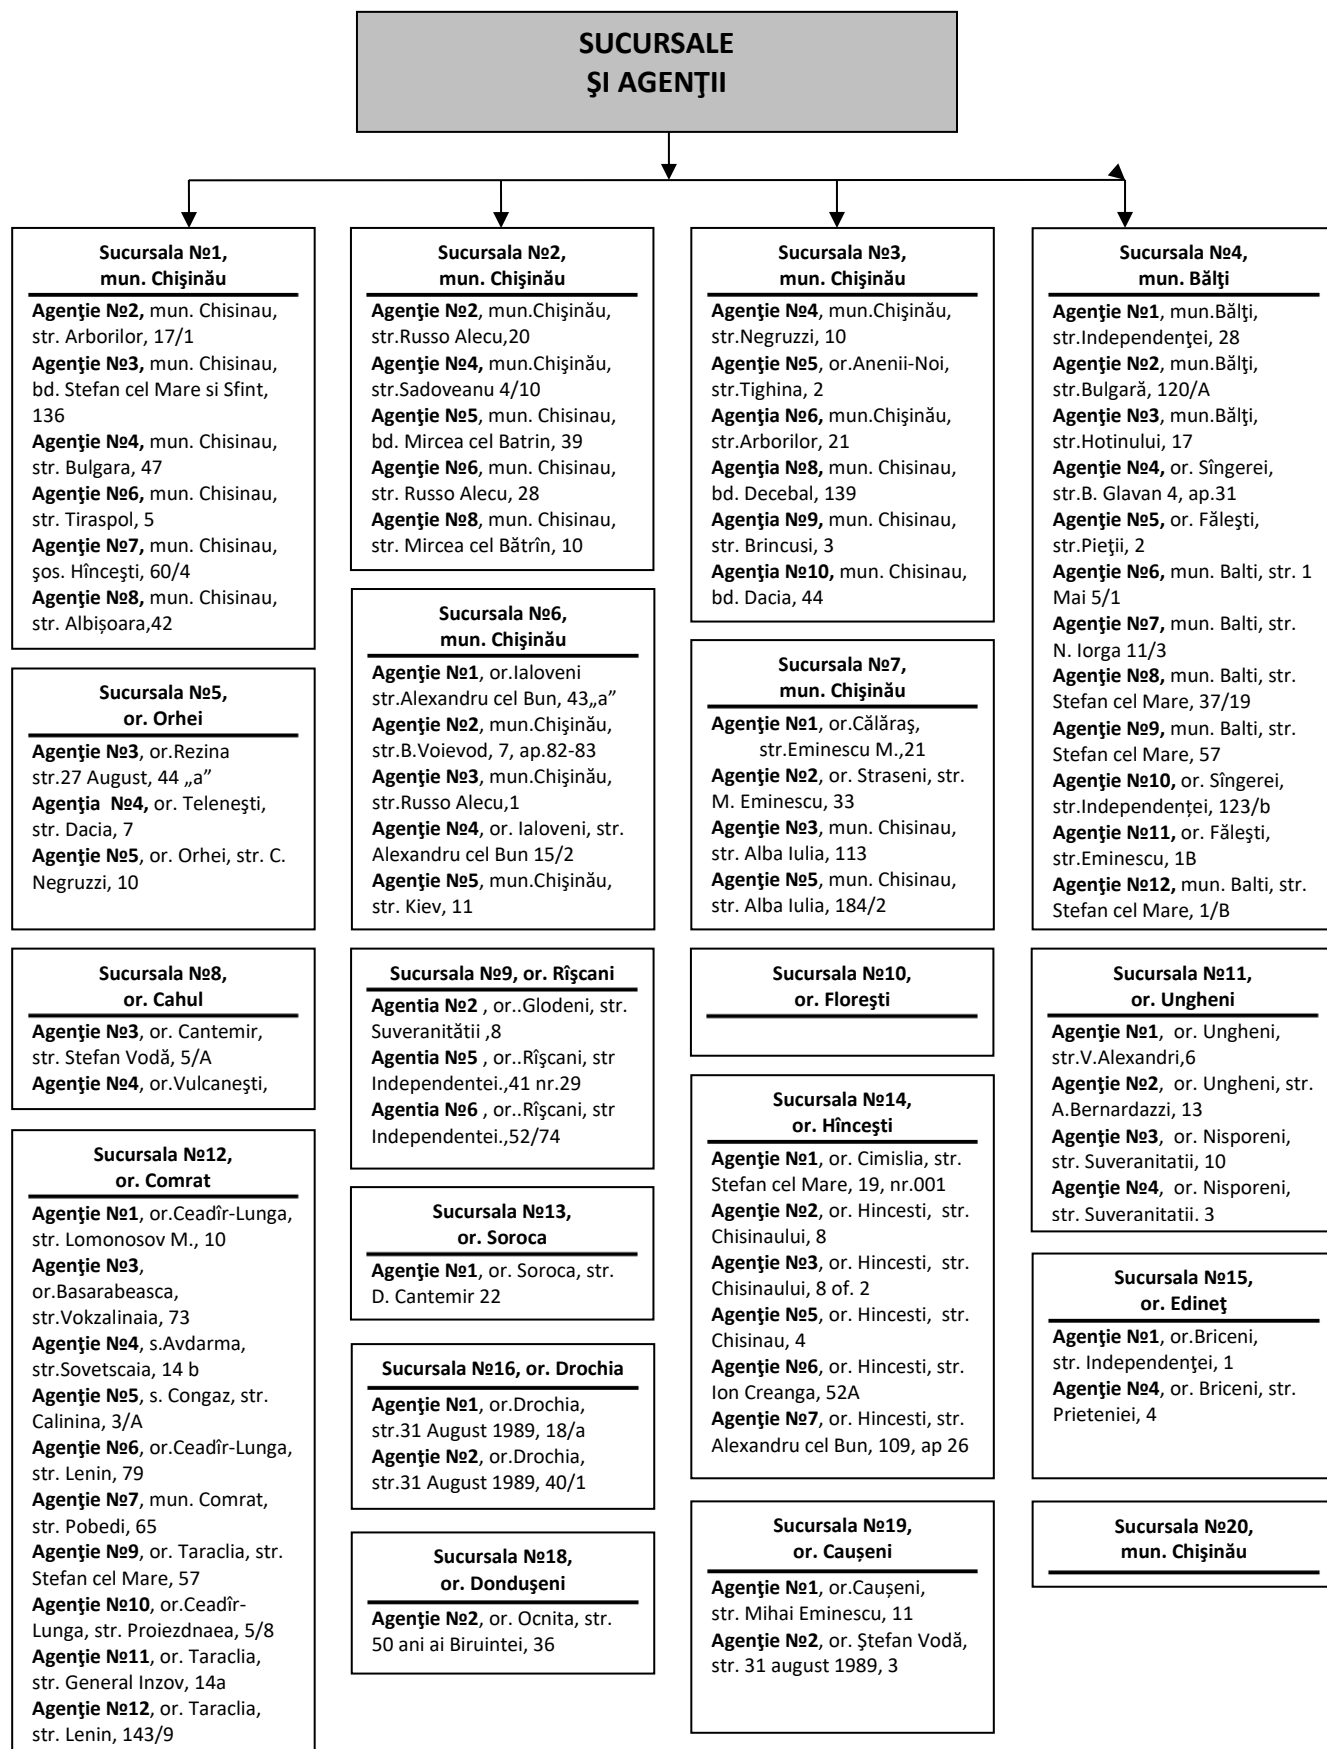 SUCURSALE
ŞI AGENŢII
Sucursala №1,
mun. Chişinău
Agenţie №2, mun. Chisinau,
str. Arborilor, 17/1
Agenţie №3, mun. Chisinau,
bd. Stefan cel Mare si Sfint,
136
Agenţie №4, mun. Chisinau,
str. Bulgara, 47
Agenţie №6, mun. Chisinau,
str. Tiraspol, 5
Agenţie №7, mun. Chisinau,
şos. Hînceşti, 60/4
Agenţie №8, mun. Chisinau,
str. Albișoara,42
Sucursala №2,
mun. Chişinău
Agenţie №2, mun.Chişinău,
str.Russo Alecu,20
Agenţie №4, mun.Chişinău,
str.Sadoveanu 4/10
Agenţie №5, mun. Chisinau,
bd. Mircea cel Batrin, 39
Agenţie №6, mun. Chisinau,
str. Russo Alecu, 28
Agenţie №8, mun. Chisinau,
str. Mircea cel Bătrîn, 10
Sucursala №3,
mun. Chişinău
Agenţie №4, mun.Chişinău,
str.Negruzzi, 10
Agenţie №5, or.Anenii-Noi,
str.Tighina, 2
Agenţia №6, mun.Chişinău,
str.Arborilor, 21
Agenţia №8, mun. Chisinau,
bd. Decebal, 139
Agenţia №9, mun. Chisinau,
str. Brincusi, 3
Agenţia №10, mun. Chisinau,
bd. Dacia, 44
Sucursala №4,
mun. Bălţi
Agenţie №1, mun.Bălţi,
str.Independenţei, 28
Agenţie №2, mun.Bălţi,
str.Bulgară, 120/A
Agenţie №3, mun.Bălţi,
str.Hotinului, 17
Agenţie №4, or. Sîngerei,
str.B. Glavan 4, ap.31
Agenţie №5, or. Făleşti,
str.Pieţii, 2
Agenţie №6, mun. Balti, str. 1
Mai 5/1
Agenţie №7, mun. Balti, str.
N. Iorga 11/3
Agenţie №8, mun. Balti, str.
Stefan cel Mare, 37/19
Agenţie №9, mun. Balti, str.
Stefan cel Mare, 57
Agenţie №10, or. Sîngerei,
str.Independenței, 123/b
Agenţie №11, or. Făleşti,
str.Eminescu, 1B
Agenţie №12, mun. Balti, str.
Stefan cel Mare, 1/B
Sucursala №5,
or. Orhei
Agenţie №3, or.Rezina
str.27 August, 44 „a”
Agenţia №4, or. Teleneşti,
str. Dacia, 7
Agenţie №5, or. Orhei, str. C.
Negruzzi, 10
Sucursala №6,
mun. Chişinău
Agenţie №1, or.Ialoveni
str.Alexandru cel Bun, 43„a”
Agenţie №2, mun.Chişinău,
str.B.Voievod, 7, ap.82-83
Agenţie №3, mun.Chişinău,
str.Russo Alecu,1
Agenţie №4, or. Ialoveni, str.
Alexandru cel Bun 15/2
Agenţie №5, mun.Chişinău,
str. Kiev, 11
Sucursala №7,
mun. Chişinău
Agenţie №1, or.Călăraş,
str.Eminescu M.,21
Agenţie №2, or. Straseni, str.
M. Eminescu, 33
Agenţie №3, mun. Chisinau,
str. Alba Iulia, 113
Agenţie №5, mun. Chisinau,
str. Alba Iulia, 184/2
Sucursala №8,
or. Cahul
Agenţie №3, or. Cantemir,
str. Stefan Vodă, 5/A
Agenţie №4, or.Vulcaneşti,
Sucursala №9, or. Rîşcani
Agentia №2 , or..Glodeni, str.
Suveranitătii ,8
Agentia №5 , or..Rîşcani, str
Independentei.,41 nr.29
Agentia №6 , or..Rîşcani, str
Independentei.,52/74
Sucursala №10,
or. Floreşti
Sucursala №11,
or. Ungheni
Agenţie №1, or. Ungheni,
str.V.Alexandri,6
Agenţie №2, or. Ungheni, str.
A.Bernardazzi, 13
Agenţie №3, or. Nisporeni,
str. Suveranitatii, 10
Agenţie №4, or. Nisporeni,
str. Suveranitatii. 3
Sucursala №12,
or. Comrat
Agenţie №1, or.Ceadîr-Lunga,
str. Lomonosov M., 10
Agenţie №3,
or.Basarabeasca,
str.Vokzalinaia, 73
Agenţie №4, s.Avdarma,
str.Sovetscaia, 14 b
Agenţie №5, s. Congaz, str.
Calinina, 3/A
Agenţie №6, or.Ceadîr-Lunga,
str. Lenin, 79
Agenţie №7, mun. Comrat,
str. Pobedi, 65
Agenţie №9, or. Taraclia, str.
Stefan cel Mare, 57
Agenţie №10, or.Ceadîr-
Lunga, str. Proiezdnaea, 5/8
Agenţie №11, or. Taraclia,
str. General Inzov, 14a
Agenţie №12, or. Taraclia,
str. Lenin, 143/9
Sucursala №13,
or. Soroca
Agenţie №1, or. Soroca, str.
D. Cantemir 22
Sucursala №14,
or. Hînceşti
Agenţie №1, or. Cimislia, str.
Stefan cel Mare, 19, nr.001
Agenţie №2, or. Hincesti, str.
Chisinaului, 8
Agenţie №3, or. Hincesti, str.
Chisinaului, 8 of. 2
Agenţie №5, or. Hincesti, str.
Chisinau, 4
Agenţie №6, or. Hincesti, str.
Ion Creanga, 52A
Agenţie №7, or. Hincesti, str.
Alexandru cel Bun, 109, ap 26
Sucursala №15,
or. Edineţ
Agenţie №1, or.Briceni,
str. Independenţei, 1
Agenţie №4, or. Briceni, str.
Prieteniei, 4
Sucursala №16, or. Drochia
Agenţie №1, or.Drochia,
str.31 August 1989, 18/a
Agenţie №2, or.Drochia,
str.31 August 1989, 40/1
Sucursala №18,
or. Donduşeni
Agenţie №2, or. Ocnita, str.
50 ani ai Biruintei, 36
Sucursala №19,
or. Caușeni
Agenţie №1, or.Caușeni,
str. Mihai Eminescu, 11
Agenţie №2, or. Ştefan Vodă,
str. 31 august 1989, 3
Sucursala №20,
mun. Chişinău